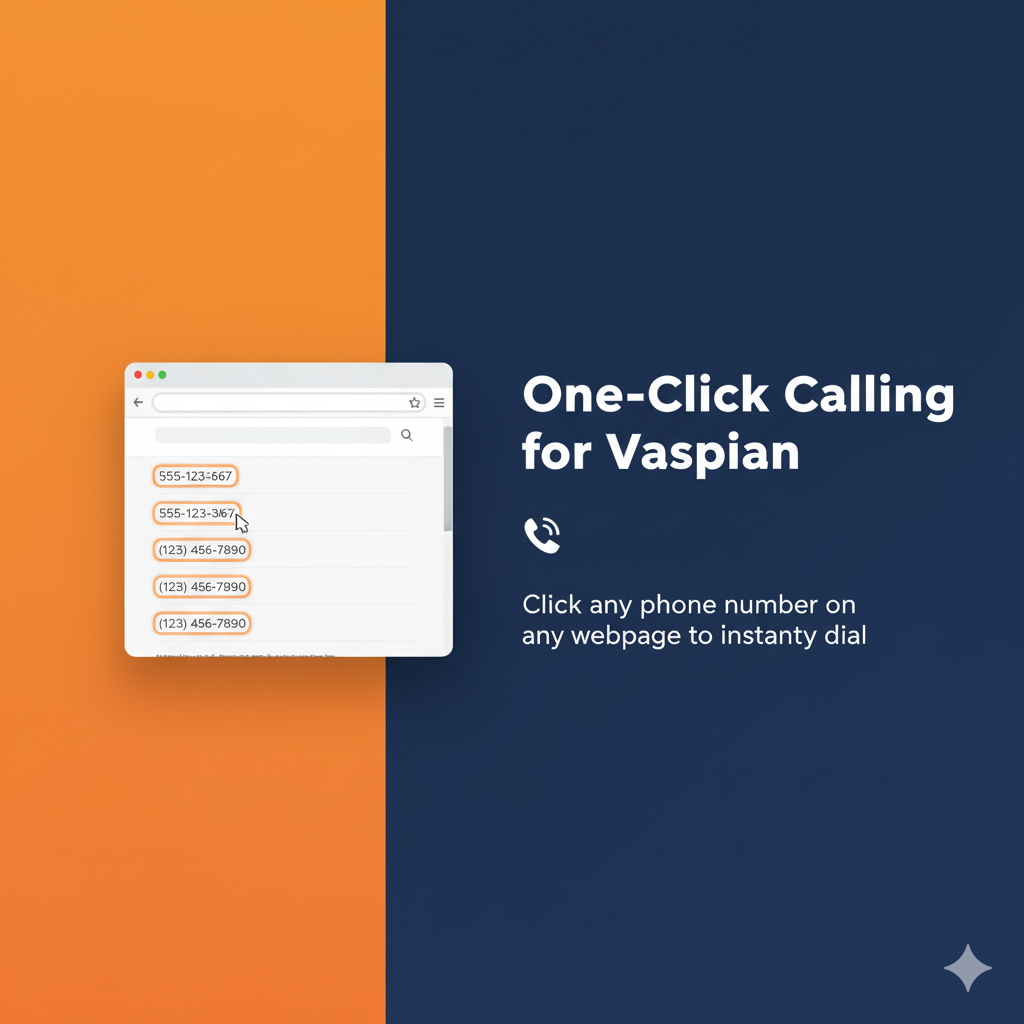 555-123-667
555-123-3/67
(123) 456-7890
(123) 456-7890
(123) 456-7890
One-Click Calling
for Vaspian
Click any phone number on
any webpage to instanty dial